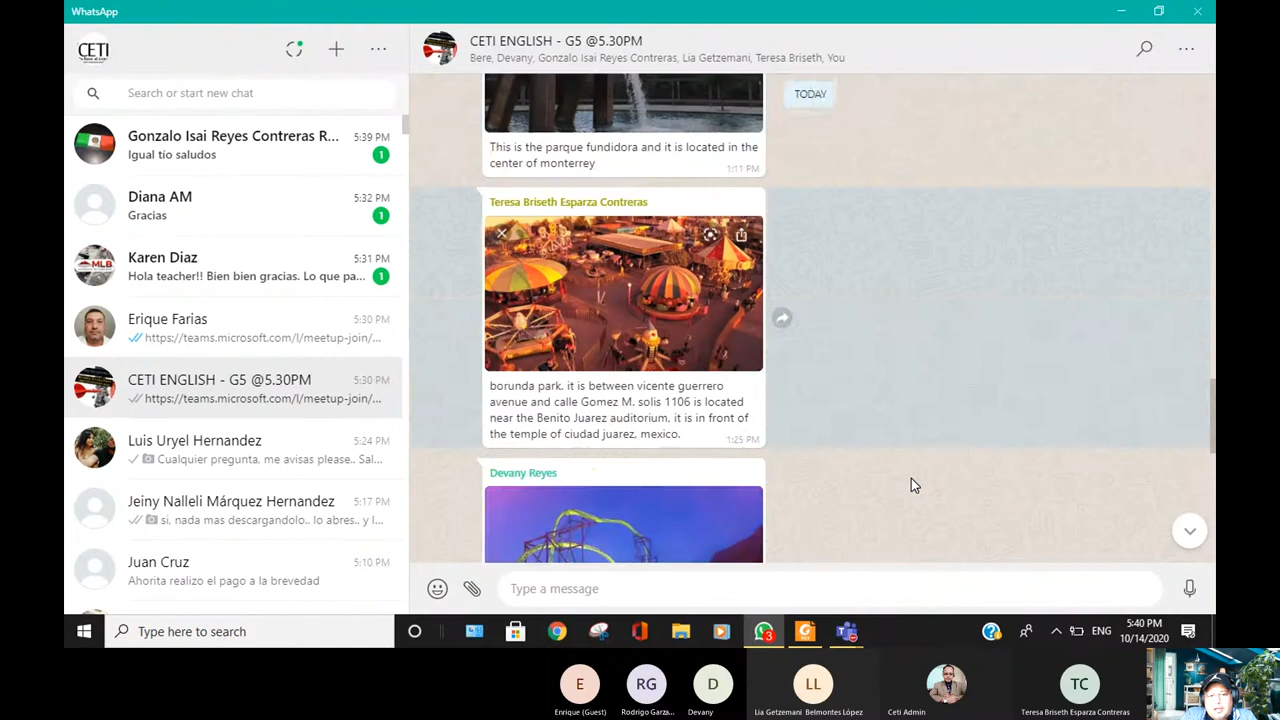 WhatsApp
CETI
Search or start new chat
Gonzalo Isai Reyes Contreras R...
5:39 PM
Igual tío saludos
1
Diana AM
5:32 PM
Gracias
1
Karen Diaz
5:31 PM
Hola teacher!! Bien bien gracias. Lo que pa...
1
Erique Farias
5:30 PM
https://teams.microsoft.com/l/meetup-join/...
CETI ENGLISH - G5 @5.30PM
5:30 PM
https://teams.microsoft.com/l/meetup-join/...
Luis Uryel Hernandez
5:24 PM
Cualquier pregunta, me avisas please.. Sal...
Jeiny Nalleli Márquez Hernandez
5:17 PM
si, nada mas descargandolo.. lo abres.. y l...
Juan Cruz
5:10 PM
Ahorita realizo el pago a la brevedad
CETI ENGLISH - G5 @5.30PM
Bere, Devany, Gonzalo Isai Reyes Contreras, Lia Getzemani, Teresa Briseth, You
TODAY
This is the parque fundidora and it is located in the
center of monterrey
1:11 PM
Teresa Briseth Esparza Contreras
borunda park. it is between vicente guerrero
avenue and calle Gomez M. solis 1106 is located
near the Benito Juarez auditorium, it is in front of
the temple of ciudad juarez, mexico.
1:25 PM
Devany Reyes
Type a message
Type here to search
3
ENG
5:40 PM
10/14/2020
E
RG
D
LL
TC
Enrique (Guest)
Rodrigo Garza...
Devany
Lia Getzemani Belmontes López
Ceti Admin
Teresa Briseth Esparza Contreras